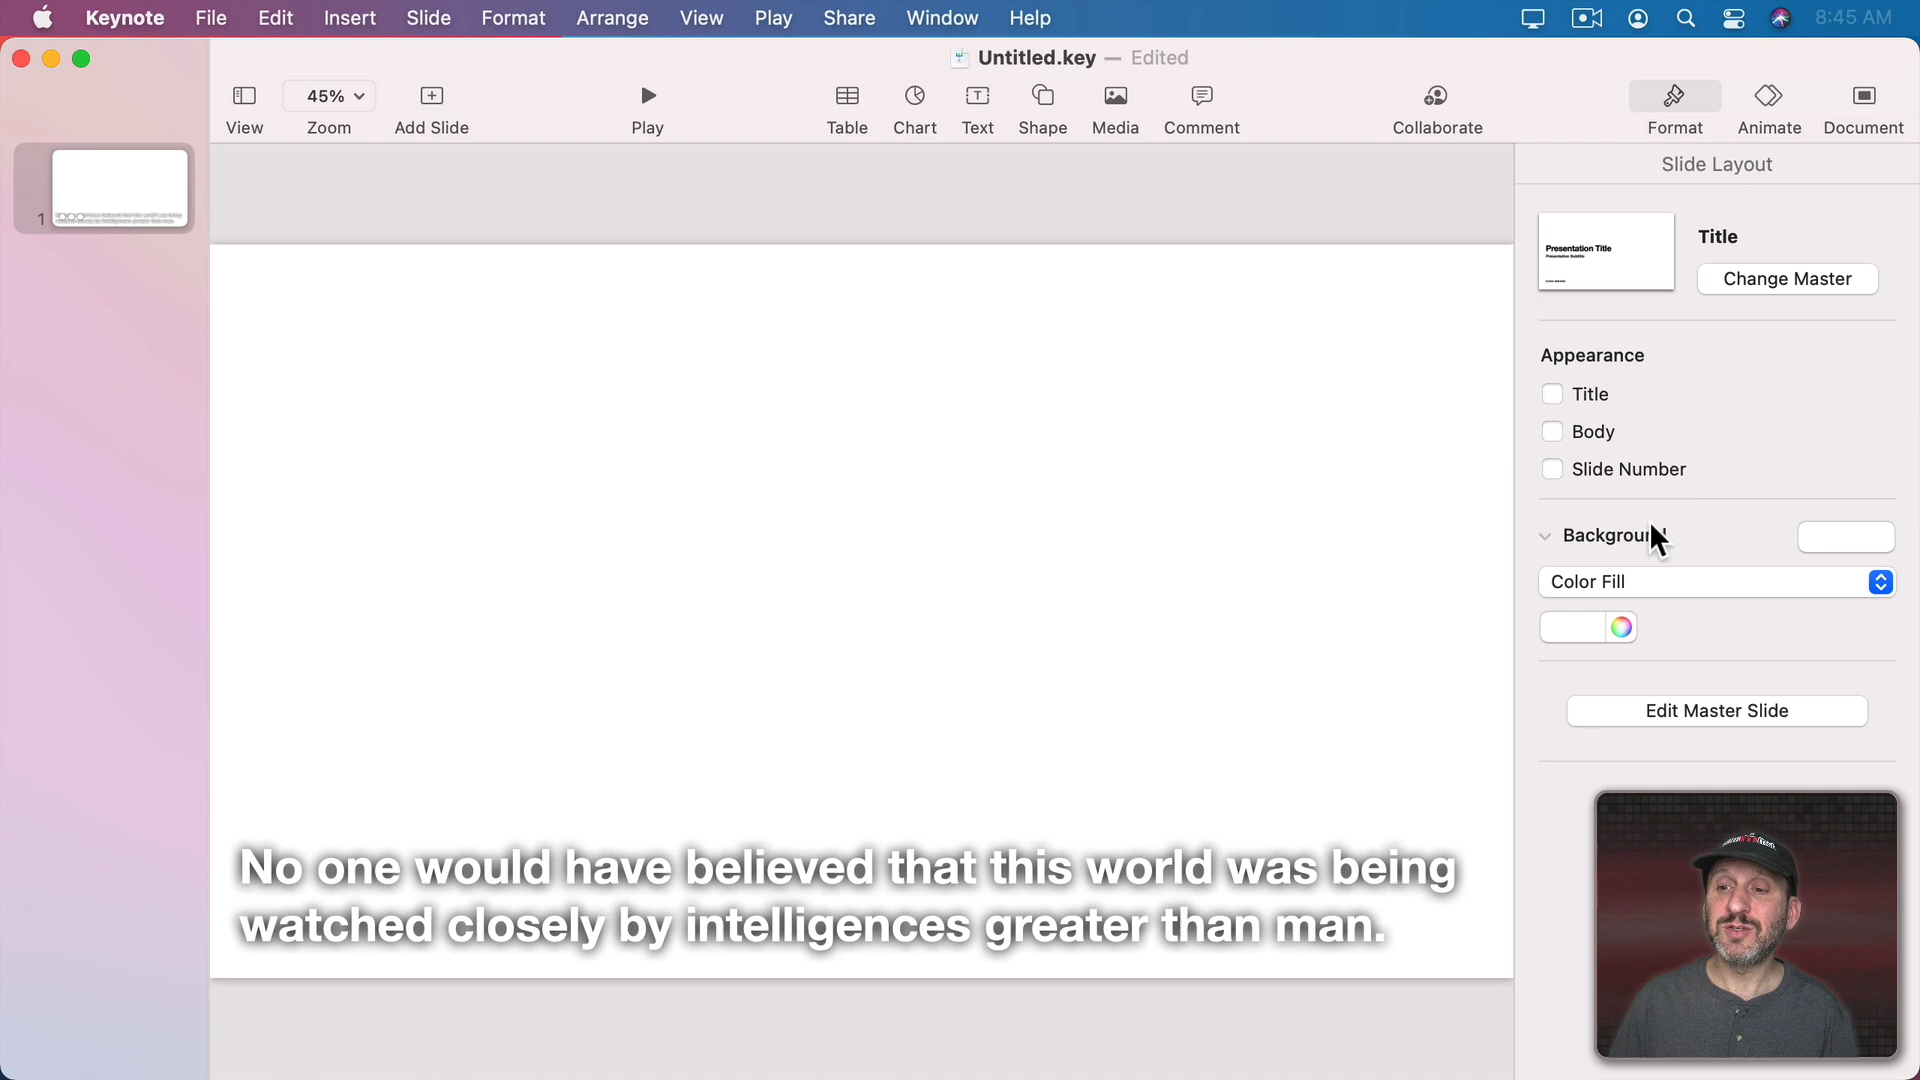 Keynote File Edit Insert Slide Format Arrange View Play Share Window Help 8:45 AM
Untitled.key — Edited
45%
View Zoom Add Slide Play Table Chart Text Shape Media Comment Collaborate Format Animate Document
Slide Layout
1
Presentation Title
Presentation Subtitle
Title
Change Master
Appearance
Title
Body
Slide Number
Background
Color Fill
Edit Master Slide
No one would have believed that this world was being
watched closely by intelligences greater than man.